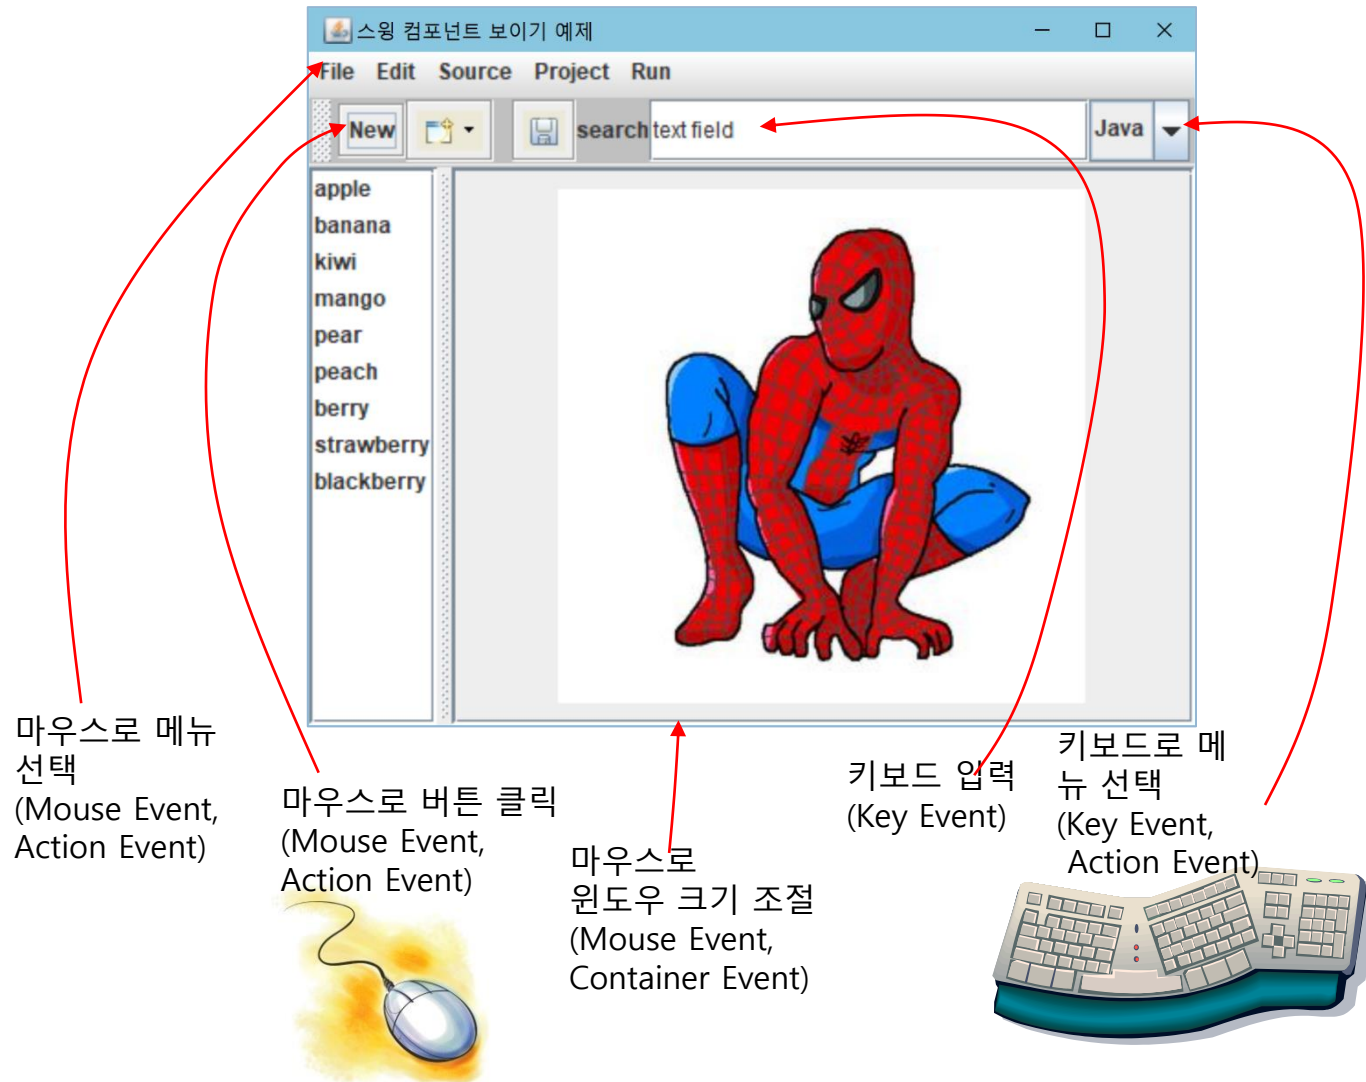 스윙 컴포넌트 보이기 예제
File Edit Source Project Run
New search text field Java
apple
banana
kiwi
mango
pear
peach
berry
strawberry
blackberry
마우스로 메뉴
선택
(Mouse Event,
Action Event)
마우스로 버튼 클릭
(Mouse Event,
Action Event)
마우스로
윈도우 크기 조절
(Mouse Event,
Container Event)
키보드 입력
(Key Event)
키보드로 메
뉴 선택
(Key Event,
Action Event)